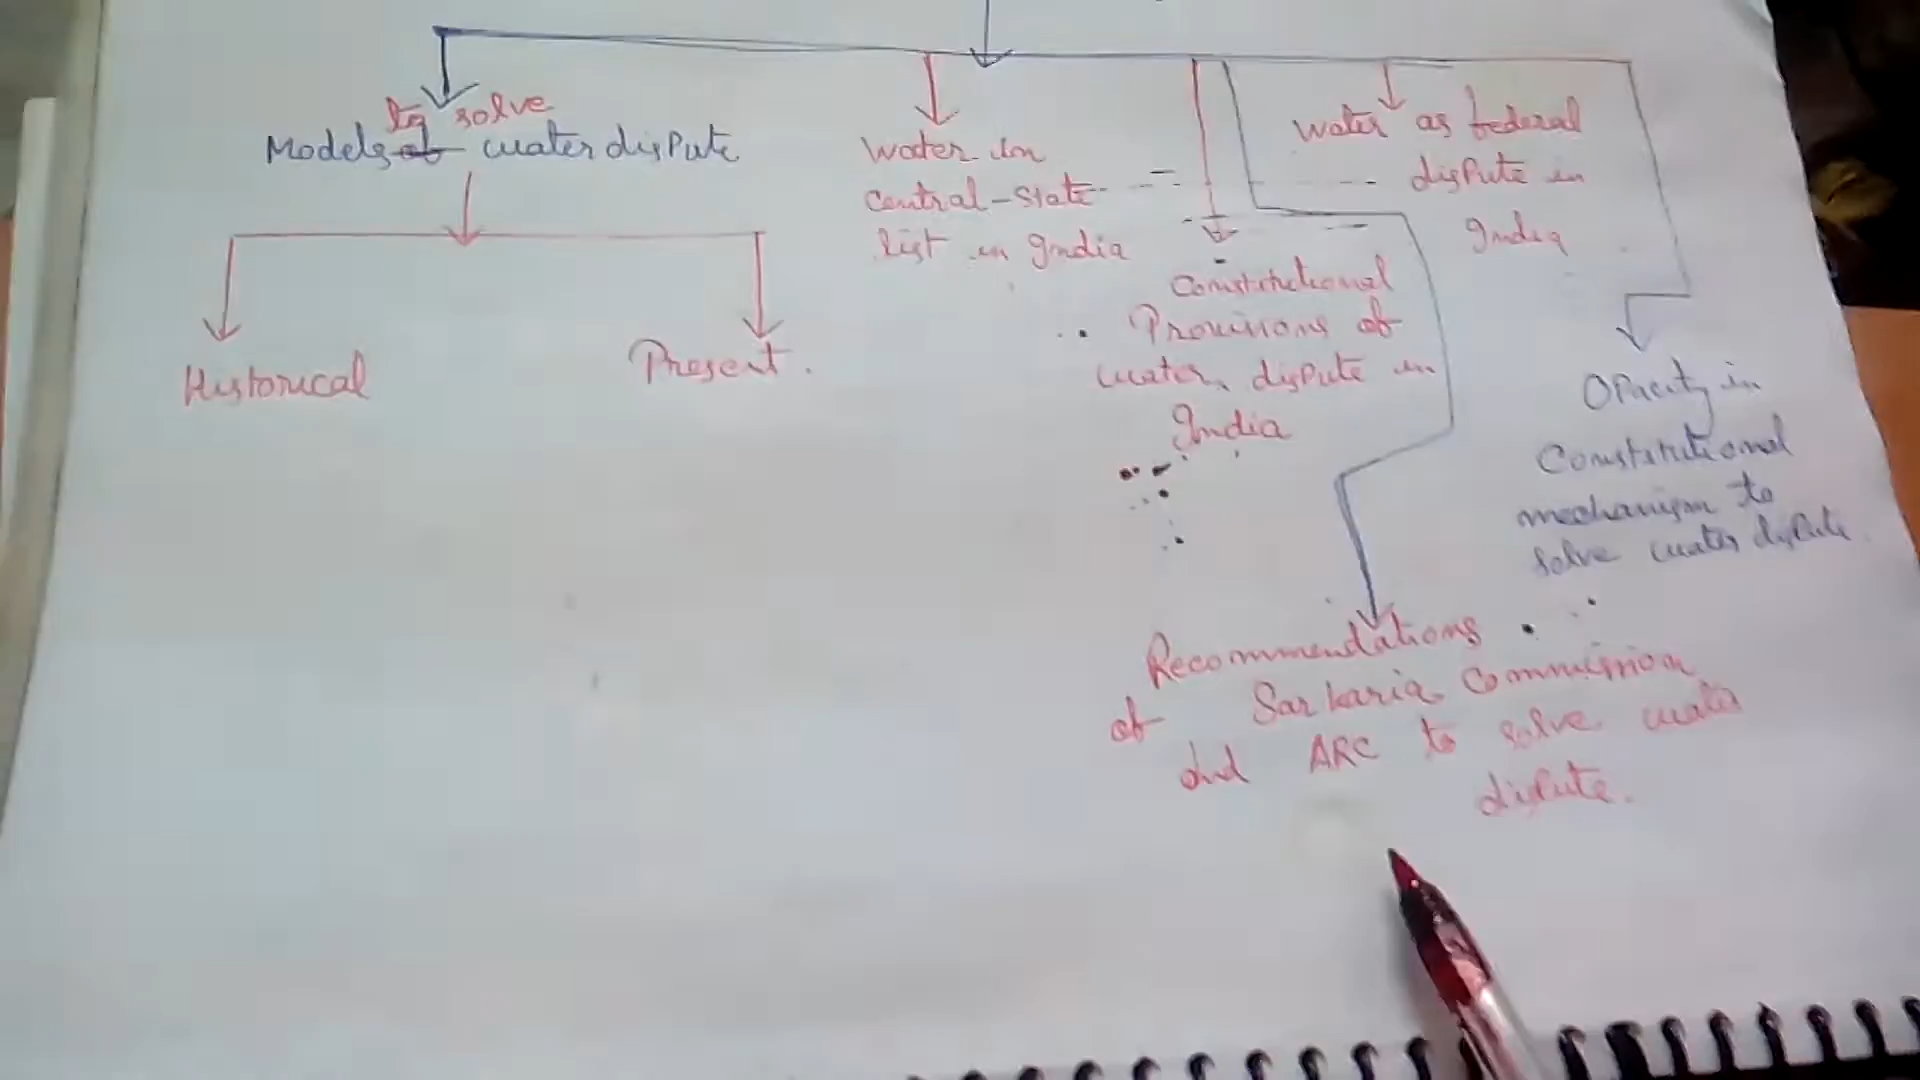 to solve
Models of water dispute
Historical
Present.
Water in
Central-State
list in India
Constitutional
Provisions of
water dispute in
India
Water as federal
dispute in
India
Opacity in
Constitutional
mechanism to
solve water dispute.
Recommendations
of Sarkaria Commission
and ARC to solve water
dispute.